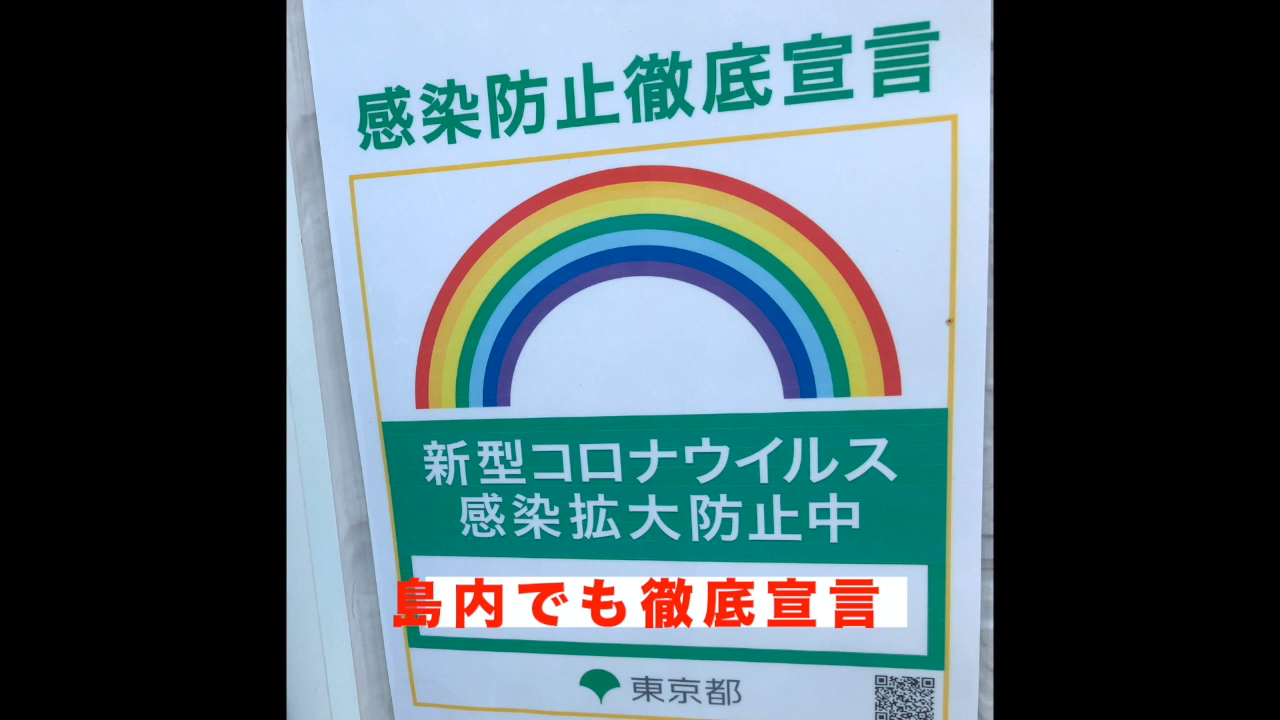 感染防止徹底宣言
新型コロナウイルス
感染拡大防止中
島内でも徹底宣言
東京都